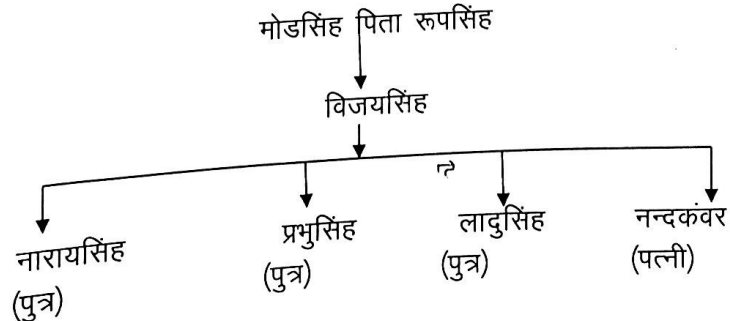 मोडसिंह पिता रूपसिंह
विजयसिंह
नारायसिंह प्रभुसिंह लादुसिंह नन्दकंवर
(पुत्र) (पुत्र) (पुत्र) (पत्नी)